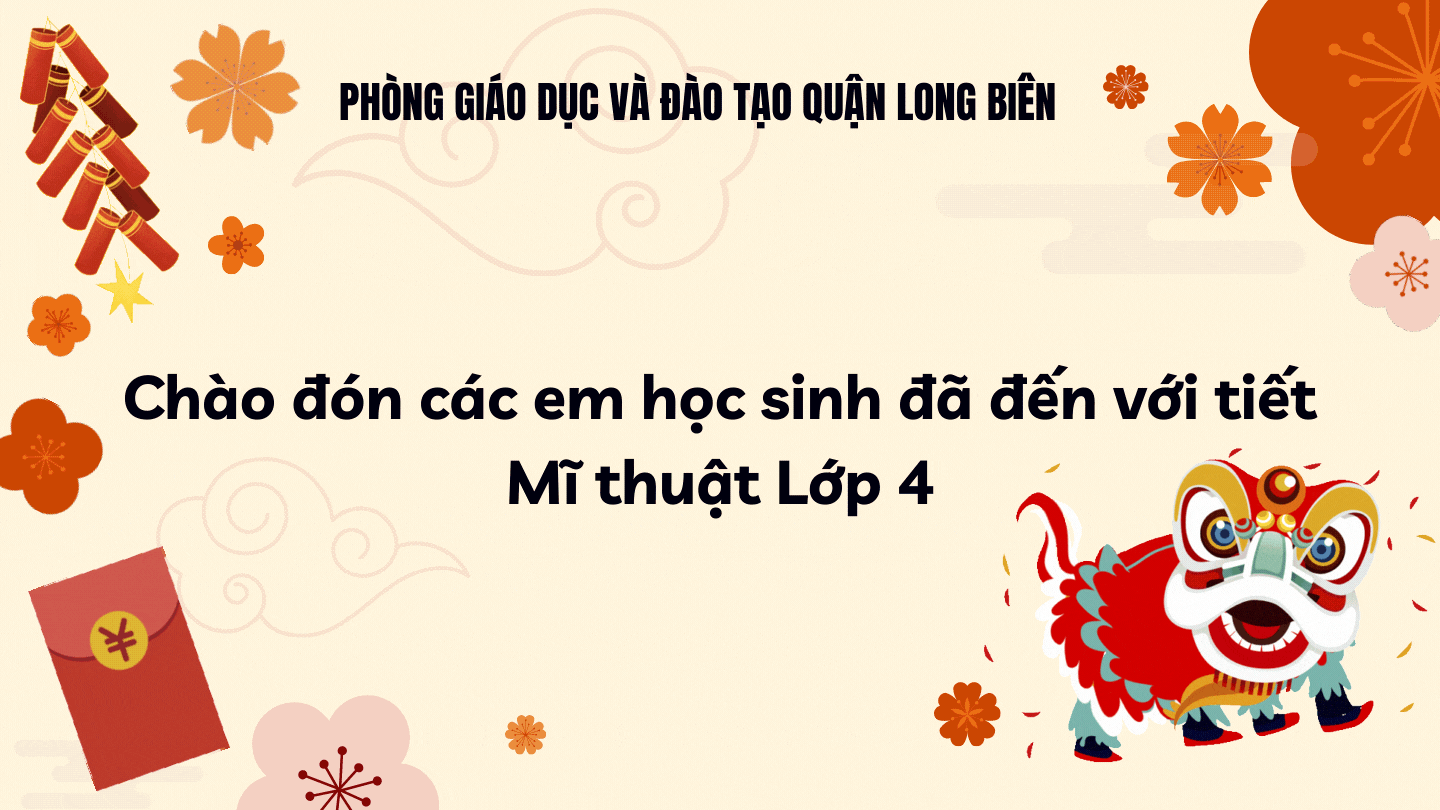 PHÒNG GIÁO DỤC VÀ ĐÀO TẠO QUẬN LONG BIÊN
Chào đón các em học sinh đã đến với tiết
Mĩ thuật Lớp 4
¥